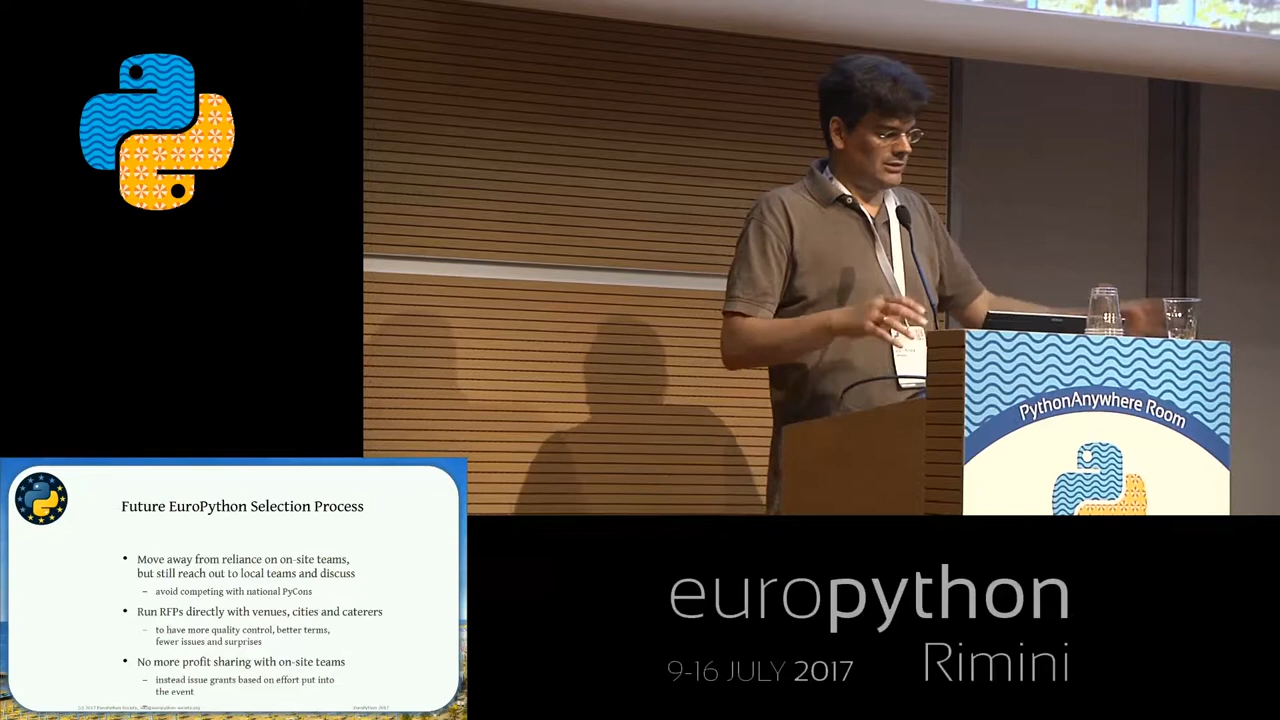 PythonAnywhere Room
Future EuroPython Selection Process
• Move away from reliance on on-site teams,
but still reach out to local teams and discuss
– avoid competing with national PyCons
• Run RFPs directly with venues, cities and caterers
– to have more quality control, better terms,
fewer issues and surprises
• No more profit sharing with on-site teams
– instead issue grants based on effort put into
the event
EuroPython 2017
europython
9-16 JULY 2017
Rimini